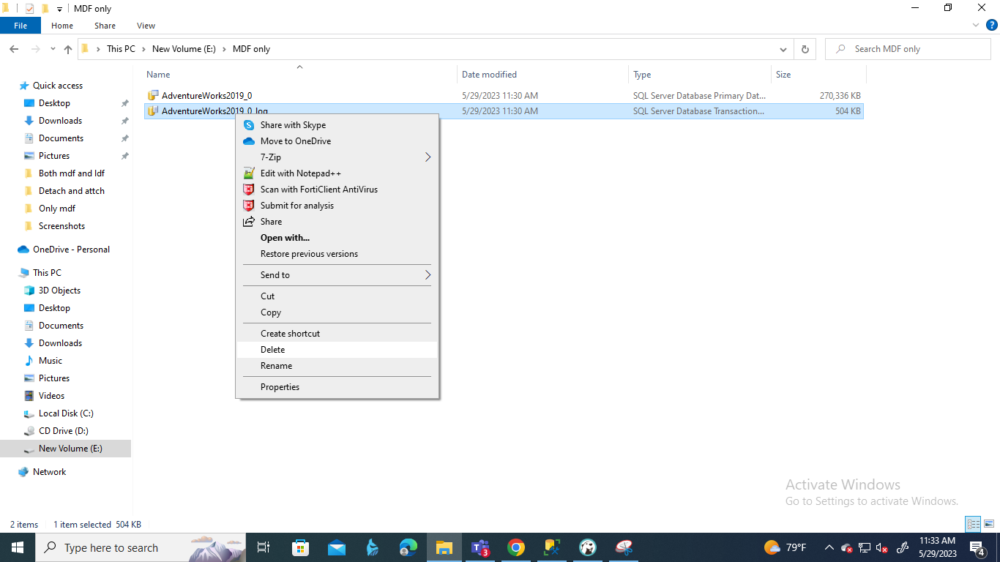 MDF only
File Home Share View
This PC New Volume (E:) MDF only
Search MDF only
Name Date modified Type Size
AdventureWorks2019_0 5/29/2023 11:30 AM SQL Server Database Primary Dat... 270,336 KB
AdventureWorks2019_0_log 5/29/2023 11:30 AM SQL Server Database Transaction... 504 KB
Quick access
Desktop
Downloads
Documents
Pictures
Both mdf and ldf
Detach and attch
Only mdf
Screenshots
OneDrive - Personal
This PC
3D Objects
Desktop
Documents
Downloads
Music
Pictures
Videos
Local Disk (C:)
CD Drive (D:)
New Volume (E:)
Network
Share with Skype
Move to OneDrive
7-Zip
Edit with Notepad++
Scan with FortiClient AntiVirus
Submit for analysis
Share
Open with...
Restore previous versions
Send to
Cut
Copy
Create shortcut
Delete
Rename
Properties
Activate Windows
Go to Settings to activate Windows.
2 items 1 item selected 504 KB
Type here to search
3
79°F
11:33 AM
5/29/2023
4